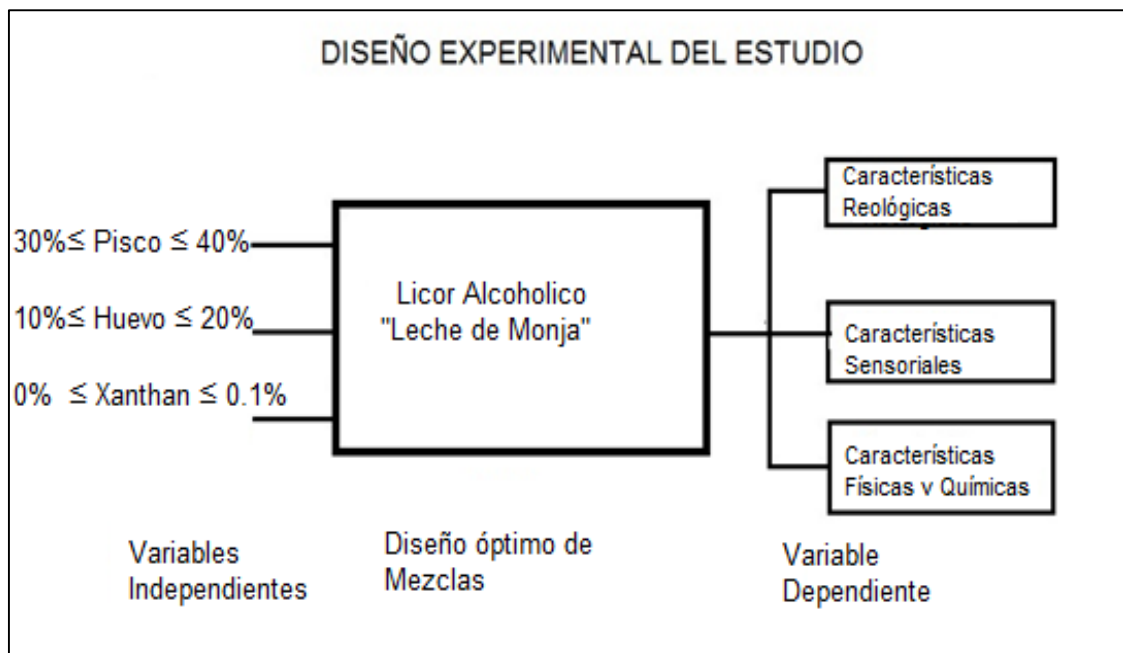 DISEÑO EXPERIMENTAL DEL ESTUDIO
30%≤ Pisco ≤ 40%
10%≤ Huevo ≤ 20%
0% ≤ Xanthan ≤ 0.1%
Licor Alcoholico
"Leche de Monja"
Características
Reológicas
Características
Sensoriales
Características
Físicas y Químicas
Variables
Independientes
Diseño óptimo de
Mezclas
Variable
Dependiente